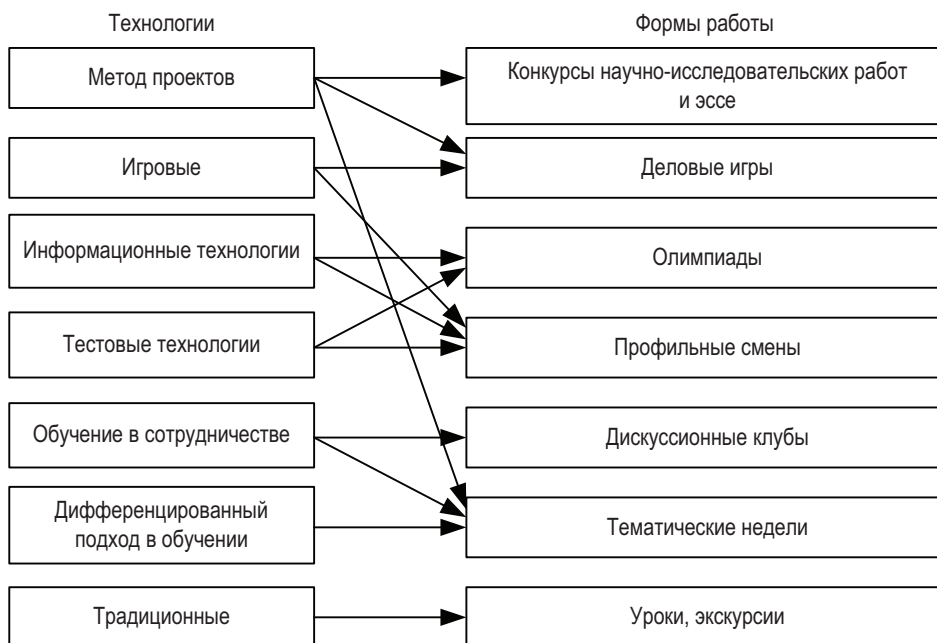 Технологии
Формы работы
Метод проектов
Конкурсы научно-исследовательских работ
и эссе
Игровые
Деловые игры
Информационные технологии
Олимпиады
Тестовые технологии
Профильные смены
Обучение в сотрудничестве
Дискуссионные клубы
Дифференцированный
подход в обучении
Тематические недели
Традиционные
Уроки, экскурсии